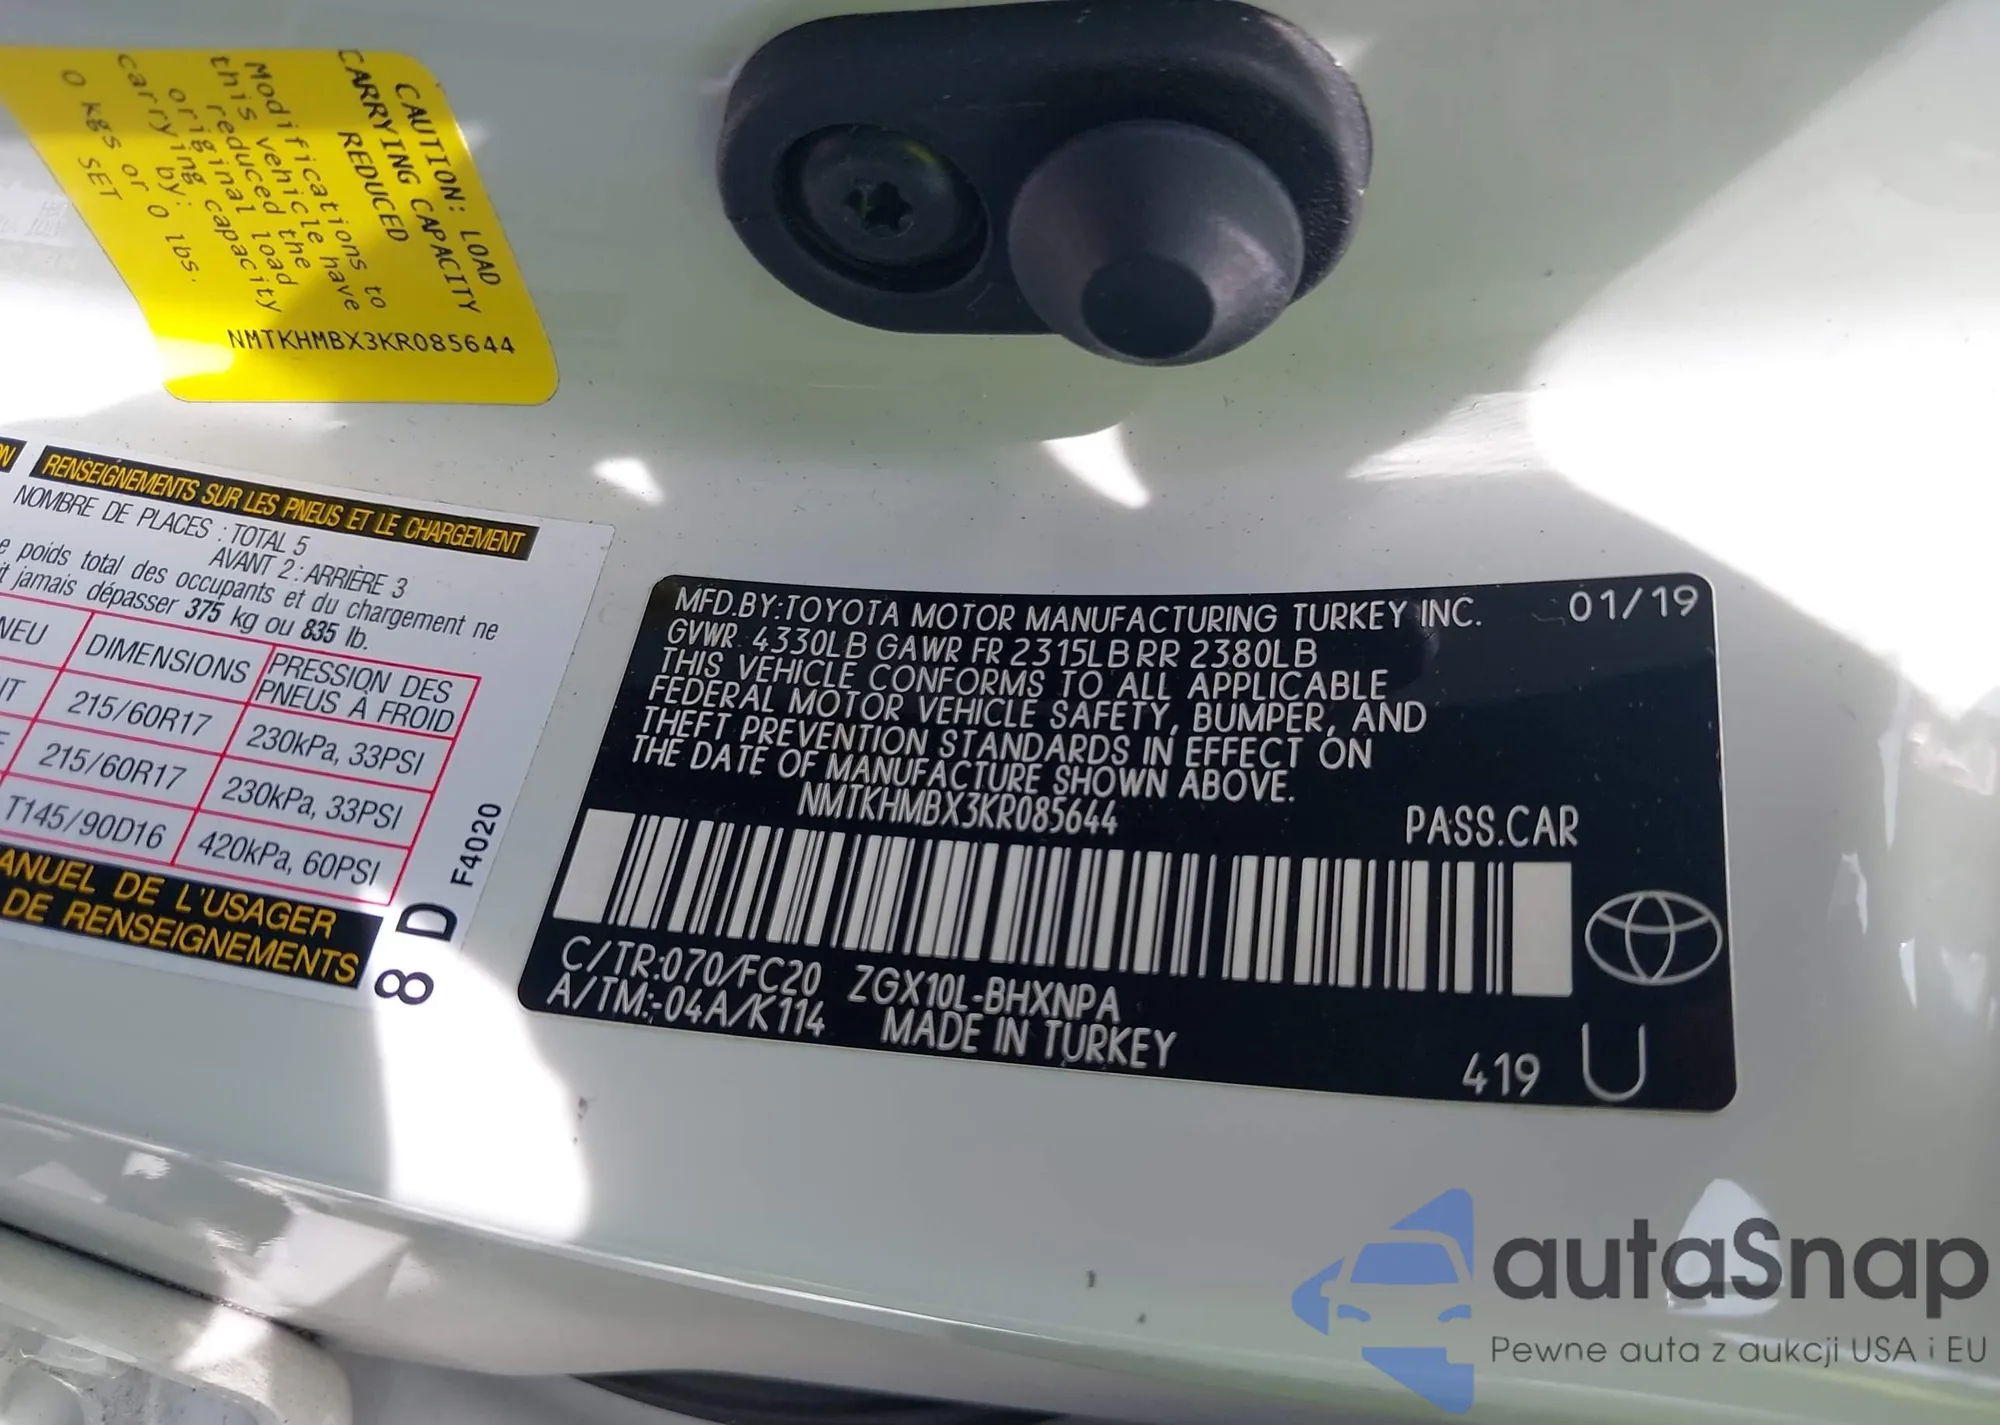 CAUTION: LOAD
CARRYING CAPACITY
REDUCED
Modifications to
this vehicle have
reduced the
original load
carrying capacity
by:
0 kgs or 0 lbs.
SET
NMTKHMBX3KR085644
RENSEIGNEMENTS SUR LES PNEUS ET LE CHARGEMENT
NOMBRE DE PLACES : TOTAL 5
AVANT 2 : ARRIÈRE 3
poids total des occupants et du chargement ne
jamais dépasser 375 kg ou 835 lb.
DIMENSIONS PRESSION DES
PNEUS À FROID
215/60R17 230kPa, 33PSI
215/60R17 230kPa, 33PSI
T145/90D16 420kPa, 60PSI
DE L'USAGER
DE RENSEIGNEMENTS
8 D
F4020
MFD.BY:TOYOTA MOTOR MANUFACTURING TURKEY INC. 01/19
GVWR 4330LB GAWR FR 2315LB RR 2380LB
THIS VEHICLE CONFORMS TO ALL APPLICABLE
FEDERAL MOTOR VEHICLE SAFETY, BUMPER, AND
THEFT PREVENTION STANDARDS IN EFFECT ON
THE DATE OF MANUFACTURE SHOWN ABOVE.
NMTKHMBX3KR085644 PASS.CAR
C/TR:070/FC20 ZGX10L-BHXNPA
A/TM:-04A/K114 MADE IN TURKEY
419 U
autaSnap
Pewne auta z aukcji USA i EU